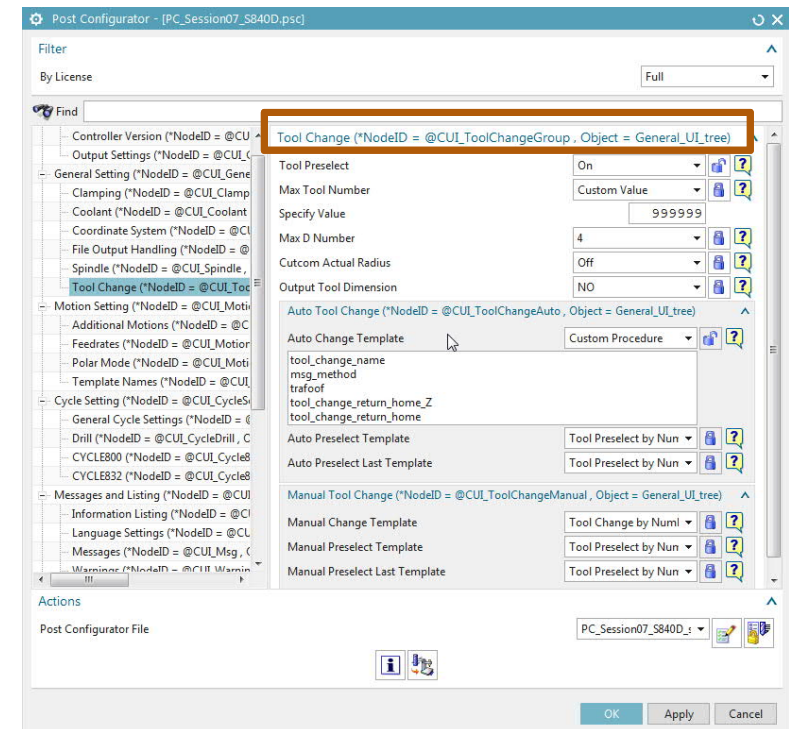 Post Configurator - [PC_Session07_S840D.psc]
Filter
By License
Full
Find
Controller Version (*NodeID = @CU
Output Settings (*NodeID = @CUI_(
General Setting (*NodeID = @CUI_Gene
Clamping (*NodeID = @CUI_Clamp
Coolant (*NodeID = @CUI_Coolant
Coordinate System (*NodeID = @CU
File Output Handling (*NodeID = @
Spindle (*NodeID = @CUI_Spindle ,
Tool Change (*NodeID = @CUI_Toc
Motion Setting (*NodeID = @CUI_Motio
Additional Motions (*NodeID = @C
Feedrates (*NodeID = @CUI_Motion
Polar Mode (*NodeID = @CUI_Moti
Template Names (*NodeID = @CUI_
Cycle Setting (*NodeID = @CUI_CycleSe
General Cycle Settings (*NodeID = @
Drill (*NodeID = @CUI_CycleDrill , C
CYCLE800 (*NodeID = @CUI_Cycle8
CYCLE832 (*NodeID = @CUI_Cycle8
Messages and Listing (*NodeID = @CUI
Information Listing (*NodeID = @C
Language Settings (*NodeID = @CU
Messages (*NodeID = @CUI_Msg , (
Warnings (*NodeID = @CUI_Warnin
Tool Change (*NodeID = @CUI_ToolChangeGroup , Object = General_UI_tree)
Tool Preselect On
Max Tool Number Custom Value
Specify Value 999999
Max D Number 4
Cutcom Actual Radius Off
Output Tool Dimension NO
Auto Tool Change (*NodeID = @CUI_ToolChangeAuto , Object = General_UI_tree)
Auto Change Template Custom Procedure
tool_change_name
msg_method
trafoof
tool_change_return_home_Z
tool_change_return_home
Auto Preselect Template Tool Preselect by Nun
Auto Preselect Last Template Tool Preselect by Nun
Manual Tool Change (*NodeID = @CUI_ToolChangeManual , Object = General_UI_tree)
Manual Change Template Tool Change by Numl
Manual Preselect Template Tool Preselect by Nun
Manual Preselect Last Template Tool Preselect by Nun
Actions
Post Configurator File
PC_Session07_S840D_s
OK Apply Cancel